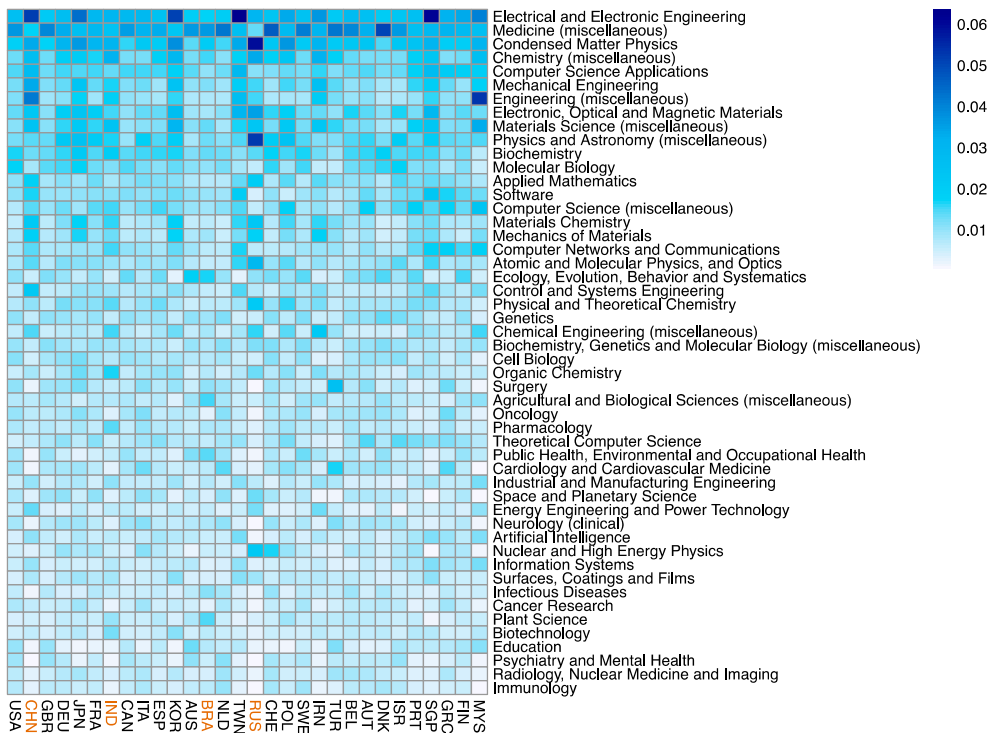 Electrical and Electronic Engineering
Medicine (miscellaneous)
Condensed Matter Physics
Chemistry (miscellaneous)
Computer Science Applications
Mechanical Engineering
Engineering (miscellaneous)
Electronic, Optical and Magnetic Materials
Materials Science (miscellaneous)
Physics and Astronomy (miscellaneous)
Biochemistry
Molecular Biology
Applied Mathematics
Software
Computer Science (miscellaneous)
Materials Chemistry
Mechanics of Materials
Computer Networks and Communications
Atomic and Molecular Physics, and Optics
Ecology, Evolution, Behavior and Systematics
Control and Systems Engineering
Physical and Theoretical Chemistry
Genetics
Chemical Engineering (miscellaneous)
Biochemistry, Genetics and Molecular Biology (miscellaneous)
Cell Biology
Organic Chemistry
Surgery
Agricultural and Biological Sciences (miscellaneous)
Oncology
Pharmacology
Theoretical Computer Science
Public Health, Environmental and Occupational Health
Cardiology and Cardiovascular Medicine
Industrial and Manufacturing Engineering
Space and Planetary Science
Energy Engineering and Power Technology
Neurology (clinical)
Artificial Intelligence
Nuclear and High Energy Physics
Information Systems
Surfaces, Coatings and Films
Infectious Diseases
Cancer Research
Plant Science
Biotechnology
Education
Psychiatry and Mental Health
Radiology, Nuclear Medicine and Imaging
Immunology
USA
CHN
GBR
DEU
JPN
FRA
IND
CAN
ITA
ESP
KOR
AUS
BRA
NLD
TWN
RUS
CHE
POL
SWE
IRN
TUR
BEL
AUT
DNK
ISR
PRT
SGP
GRC
FIN
MYS
0.06
0.05
0.04
0.03
0.02
0.01